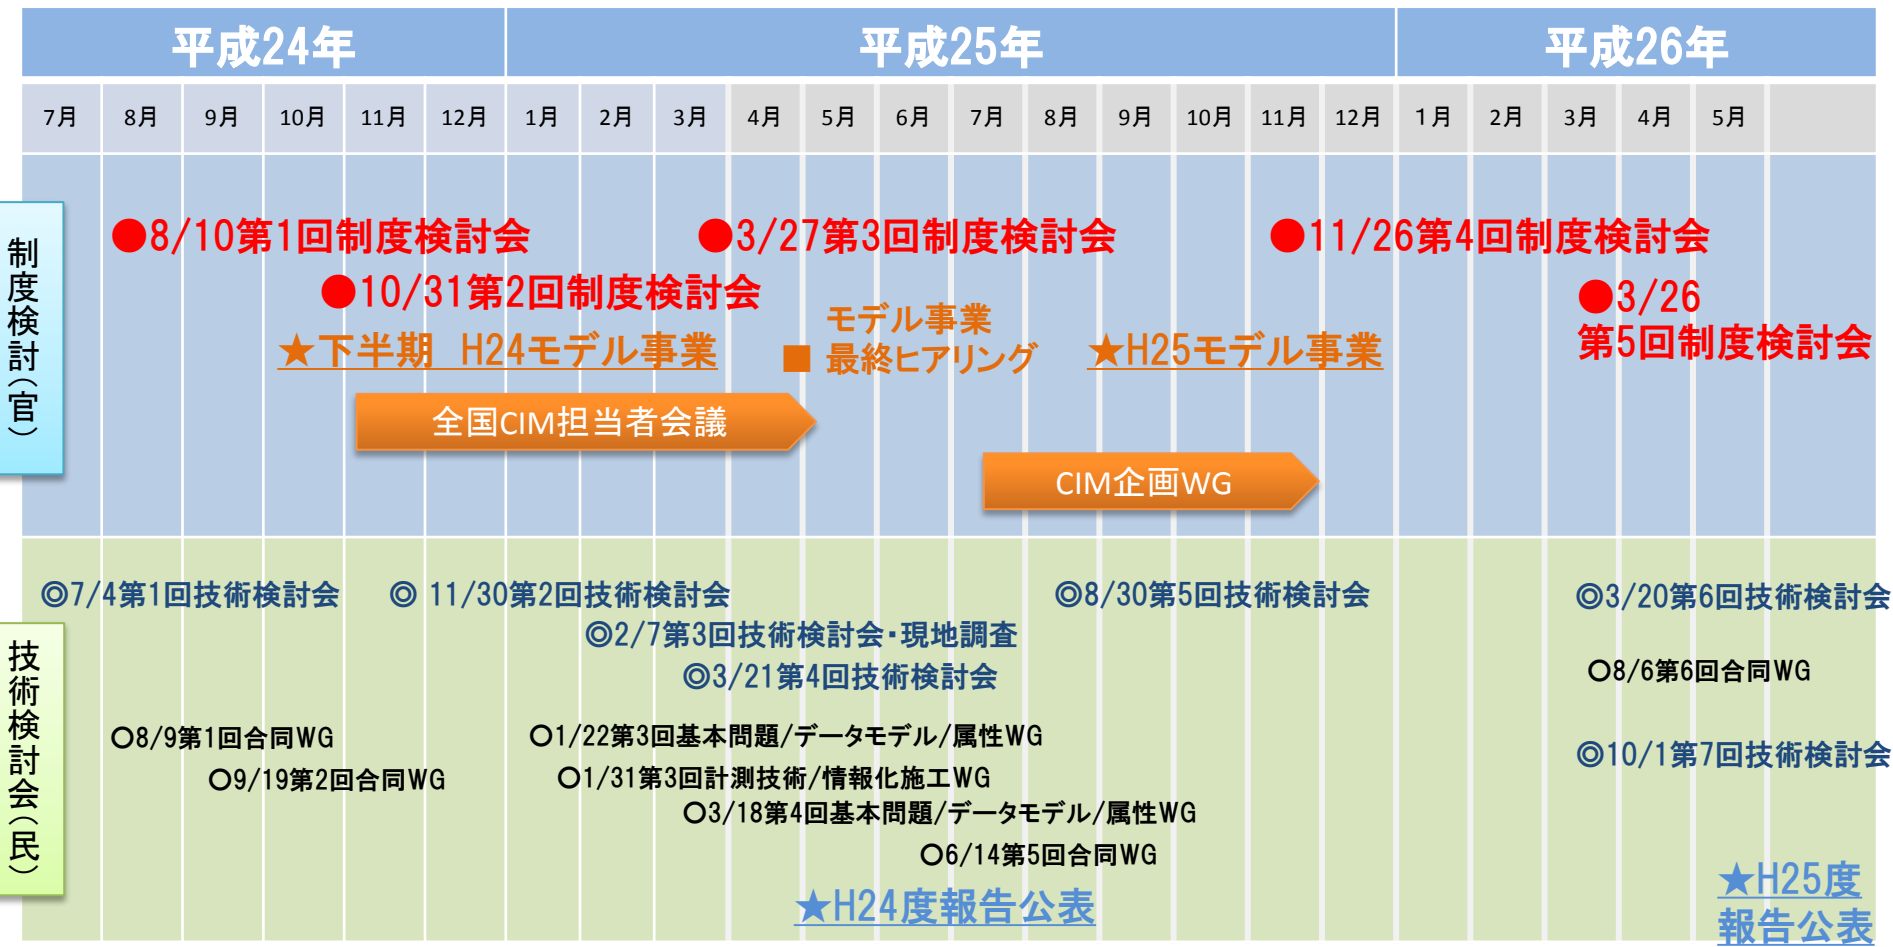 平成24年 平成25年 平成26年
7月 8月 9月 10月 11月 12月 1月 2月 3月 4月 5月 6月 7月 8月 9月 10月 11月 12月 1月 2月 3月 4月 5月
制度検討（官）
●8/10第1回制度検討会
●3/27第3回制度検討会
●11/26第4回制度検討会
●10/31第2回制度検討会
●3/26
第5回制度検討会
★下半期　H24モデル事業
■ モデル事業
最終ヒアリング
★H25モデル事業
全国CIM担当者会議
CIM企画WG
技術検討会（民）
◎7/4第1回技術検討会
◎ 11/30第2回技術検討会
◎8/30第5回技術検討会
◎3/20第6回技術検討会
◎2/7第3回技術検討会・現地調査
◎3/21第4回技術検討会
○8/6第6回合同WG
○8/9第1回合同WG
○1/22第3回基本問題/データモデル/属性WG
◎10/1第7回技術検討会
○9/19第2回合同WG
○1/31第3回計測技術/情報化施工WG
○3/18第4回基本問題/データモデル/属性WG
○6/14第5回合同WG
★H24度報告公表
★H25度
報告公表